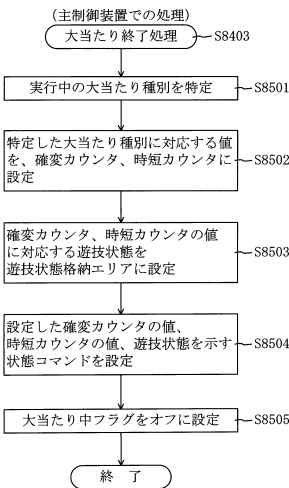 (主制御装置での処理)
大当たり終了処理
S8403
実行中の大当たり種別を特定
S8501
特定した大当たり種別に対応する値
を、確変カウンタ、時短カウンタに
設定
S8502
確変カウンタ、時短カウンタの値
に対応する遊技状態を
遊技状態格納エリアに設定
S8503
設定した確変カウンタの値、
時短カウンタの値、遊技状態を示す
状態コマンドを設定
S8504
大当たり中フラグをオフに設定
S8505
終 了